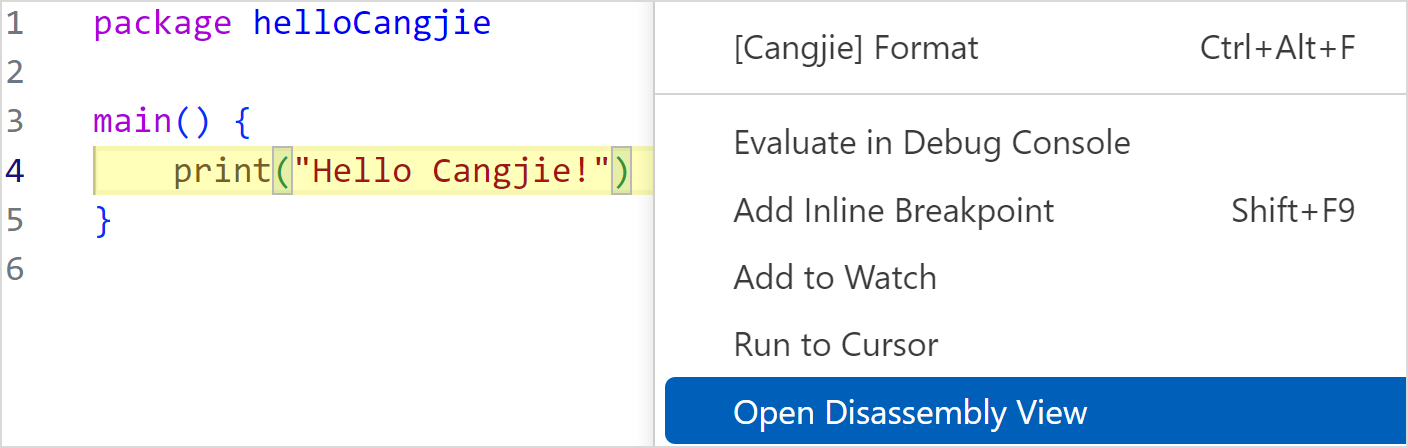 1 package helloCangjie
2
3 main() {
4     print("Hello Cangjie!")
5 }
6
[Cangjie] Format Ctrl+Alt+F
Evaluate in Debug Console
Add Inline Breakpoint Shift+F9
Add to Watch
Run to Cursor
Open Disassembly View